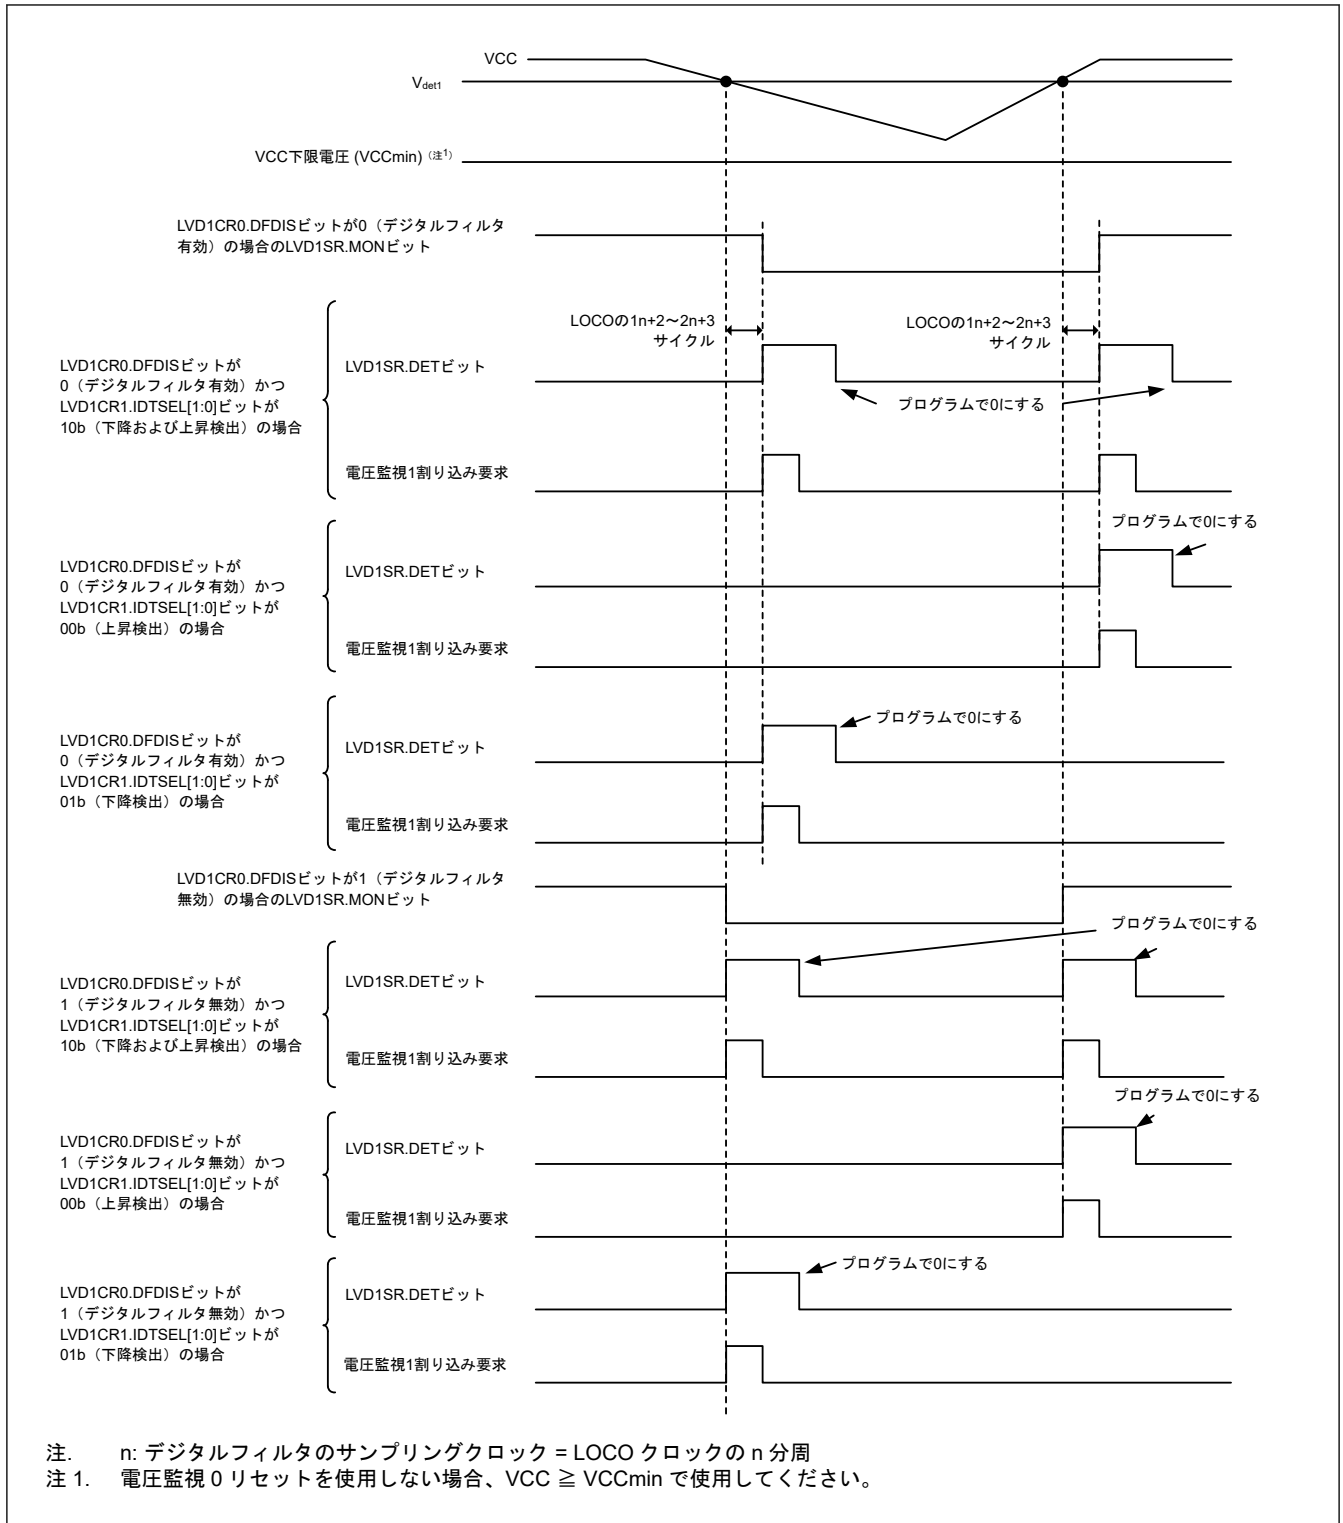 VCC
Vdet1
VCC下限電圧 (VCCmin)（注1）
LVD1CR0.DFDISビットが0（デジタルフィルタ
有効）の場合のLVD1SR.MONビット
LOCOの1n+2～2n+3
サイクル
LOCOの1n+2～2n+3
サイクル
LVD1CR0.DFDISビットが
0（デジタルフィルタ有効）かつ
LVD1CR1.IDTSEL[1:0]ビットが
10b（下降および上昇検出）の場合
LVD1SR.DETビット
プログラムで0にする
電圧監視1割り込み要求
プログラムで0にする
LVD1CR0.DFDISビットが
0（デジタルフィルタ有効）かつ
LVD1CR1.IDTSEL[1:0]ビットが
00b（上昇検出）の場合
LVD1SR.DETビット
電圧監視1割り込み要求
プログラムで0にする
LVD1CR0.DFDISビットが
0（デジタルフィルタ有効）かつ
LVD1CR1.IDTSEL[1:0]ビットが
01b（下降検出）の場合
LVD1SR.DETビット
電圧監視1割り込み要求
LVD1CR0.DFDISビットが1（デジタルフィルタ
無効）の場合のLVD1SR.MONビット
プログラムで0にする
LVD1CR0.DFDISビットが
1（デジタルフィルタ無効）かつ
LVD1CR1.IDTSEL[1:0]ビットが
10b（下降および上昇検出）の場合
LVD1SR.DETビット
電圧監視1割り込み要求
プログラムで0にする
LVD1CR0.DFDISビットが
1（デジタルフィルタ無効）かつ
LVD1CR1.IDTSEL[1:0]ビットが
00b（上昇検出）の場合
LVD1SR.DETビット
電圧監視1割り込み要求
プログラムで0にする
LVD1CR0.DFDISビットが
1（デジタルフィルタ無効）かつ
LVD1CR1.IDTSEL[1:0]ビットが
01b（下降検出）の場合
LVD1SR.DETビット
電圧監視1割り込み要求
注. n: デジタルフィルタのサンプリングクロック = LOCO クロックの n 分周
注 1. 電圧監視 0 リセットを使用しない場合、VCC ≧ VCCmin で使用してください。